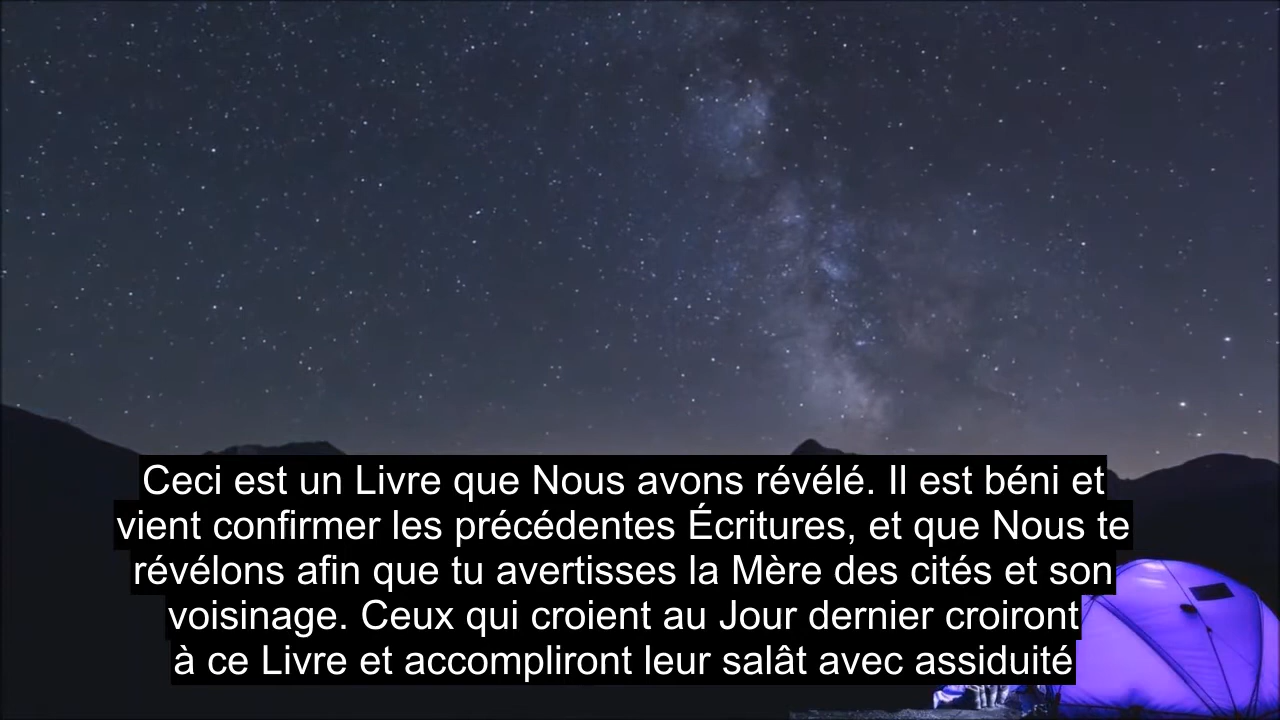 Ceci est un Livre que Nous avons révélé. Il est béni et
vient confirmer les précédentes Écritures, et que Nous te
révélons afin que tu avertisses la Mère des cités et son
voisinage. Ceux qui croient au Jour dernier croiront
à ce Livre et accompliront leur salât avec assiduité